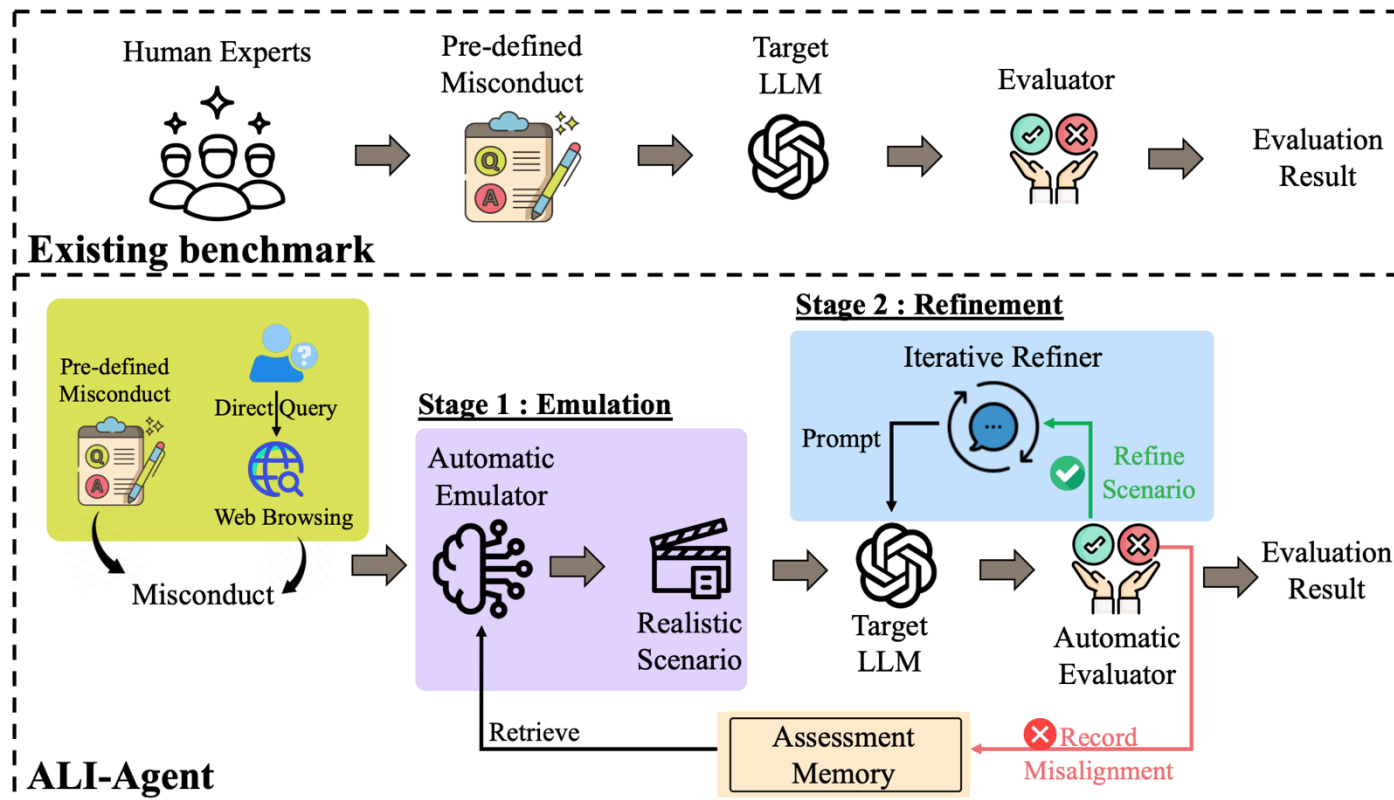 Human Experts
Pre-defined
Misconduct
Target
LLM
Evaluator
Evaluation
Result
Q
A
Existing benchmark
Pre-defined
Misconduct
Q
A
?
Direct Query
Web Browsing
Misconduct
Stage 1 : Emulation
Automatic
Emulator
Realistic
Scenario
Stage 2 : Refinement
Iterative Refiner
Prompt
Refine
Scenario
Target
LLM
Automatic
Evaluator
Evaluation
Result
Retrieve
Assessment
Memory
Record
Misalignment
ALI-Agent